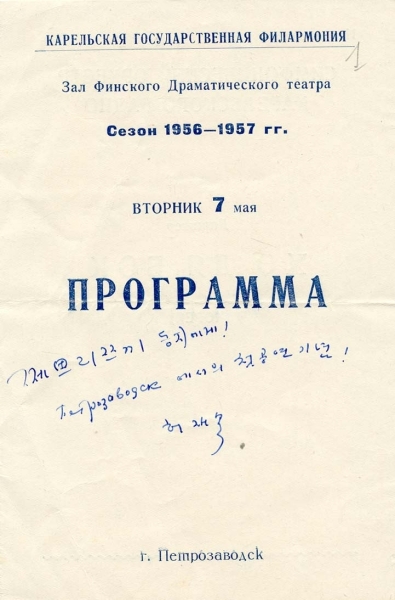 КАРЕЛЬСКАЯ ГОСУДАРСТВЕННАЯ ФИЛАРМОНИЯ
1
Зал Финского Драматического театра
Сезон 1956—1957 гг.
ВТОРНИК 7 мая
ПРОГРАММА
동지에게!
Петрозаводск 에서의 첫공연기념!
г. Петрозаводск